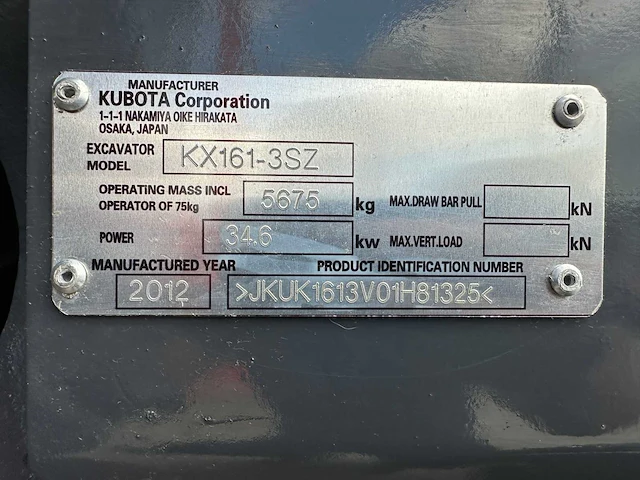 MANUFACTURER
KUBOTA Corporation
1-1-1 NAKAMIYA OIKE HIRAKATA
OSAKA, JAPAN
EXCAVATOR MODEL KX161-3SZ
OPERATING MASS INCL OPERATOR OF 75kg 5675 kg MAX.DRAW BAR PULL kN
POWER 34.6 kw MAX.VERT.LOAD kN
MANUFACTURED YEAR PRODUCT IDENTIFICATION NUMBER
2012 >JKUK1613V01H81325<